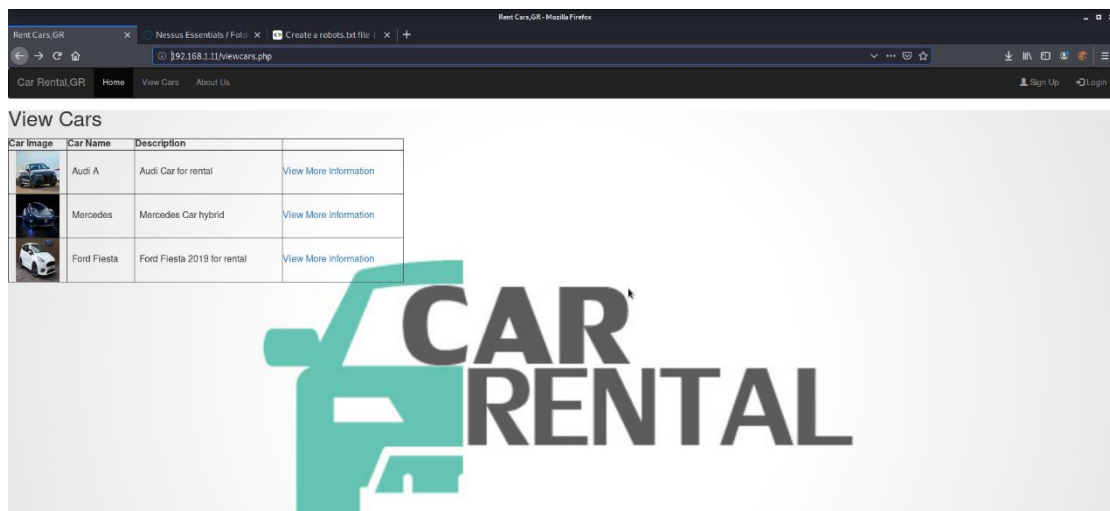 Rent Cars,GR - Mozilla Firefox
Rent Cars,GR
Nessus Essentials / Fold
Create a robots.txt file |
192.168.1.11/viewcars.php
Car Rental,GR Home View Cars About Us Sign Up Login
View Cars
Car Image Car Name Description
Audi A Audi Car for rental View More Information
Mercedes Mercedes Car hybrid View More Information
Ford Fiesta Ford Fiesta 2019 for rental View More Information
CAR
RENTAL